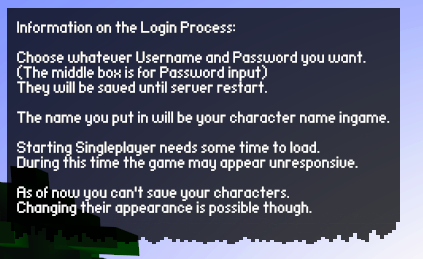 Information on the Login Process:
Choose whatever Username and Password you want.
(The middle box is for Password input)
They will be saved until server restart.
The name you put in will be your character name ingame.
Starting Singleplayer needs some time to load.
During this time the game may appear unresponsive.
As of now you can't save your characters.
Changing their appearance is possible though.